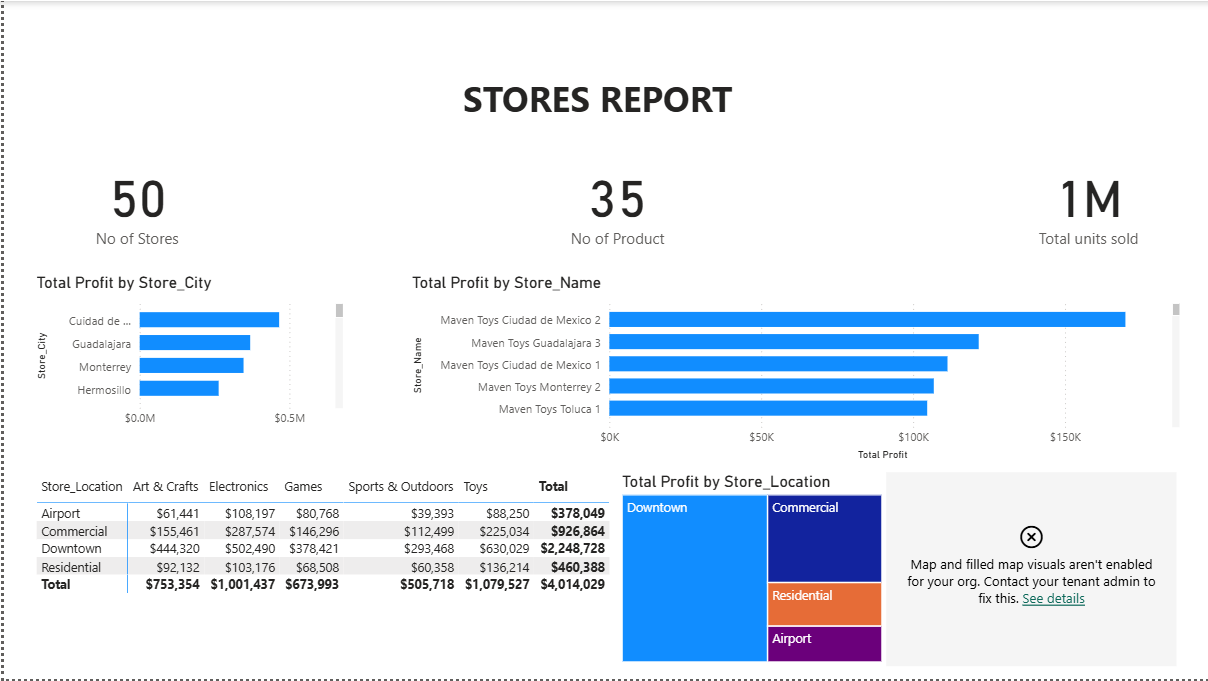 STORES REPORT
50
No of Stores
35
No of Product
1M
Total units sold
Total Profit by Store_City
Store_City
Cuidad de ...
Guadalajara
Monterrey
Hermosillo
$0.0M $0.5M
Total Profit by Store_Name
Store_Name
Maven Toys Ciudad de Mexico 2
Maven Toys Guadalajara 3
Maven Toys Ciudad de Mexico 1
Maven Toys Monterrey 2
Maven Toys Toluca 1
$0K $50K $100K $150K
Total Profit
Store_Location Art & Crafts Electronics Games Sports & Outdoors Toys Total
Airport $61,441 $108,197 $80,768 $39,393 $88,250 $378,049
Commercial $155,461 $287,574 $146,296 $112,499 $225,034 $926,864
Downtown $444,320 $502,490 $378,421 $293,468 $630,029 $2,248,728
Residential $92,132 $103,176 $68,508 $60,358 $136,214 $460,388
Total $753,354 $1,001,437 $673,993 $505,718 $1,079,527 $4,014,029
Total Profit by Store_Location
Downtown
Commercial
Residential
Airport
Map and filled map visuals aren't enabled
for your org. Contact your tenant admin to
fix this. See details